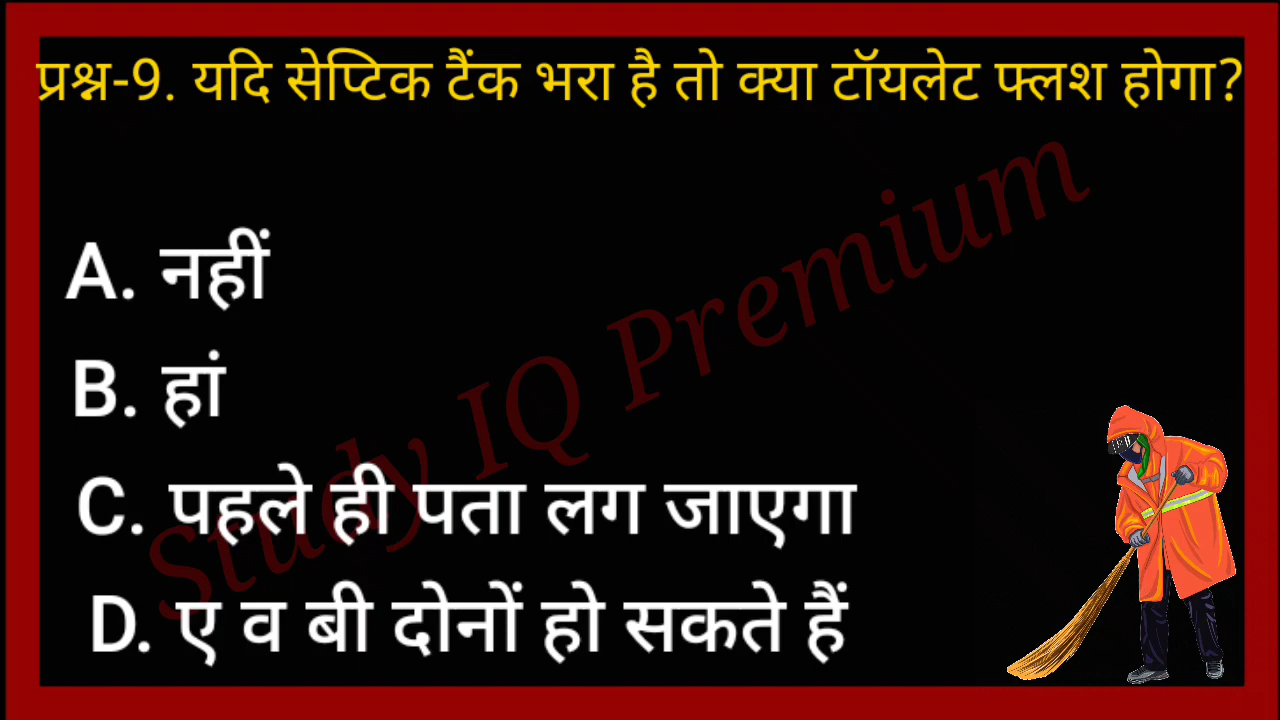 प्रश्न-9. यदि सेप्टिक टैंक भरा है तो क्या टॉयलेट फ्लश होगा?
A. नहीं
B. हां
C. पहले ही पता लग जाएगा
D. ए व बी दोनों हो सकते हैं
Study IQ Premium